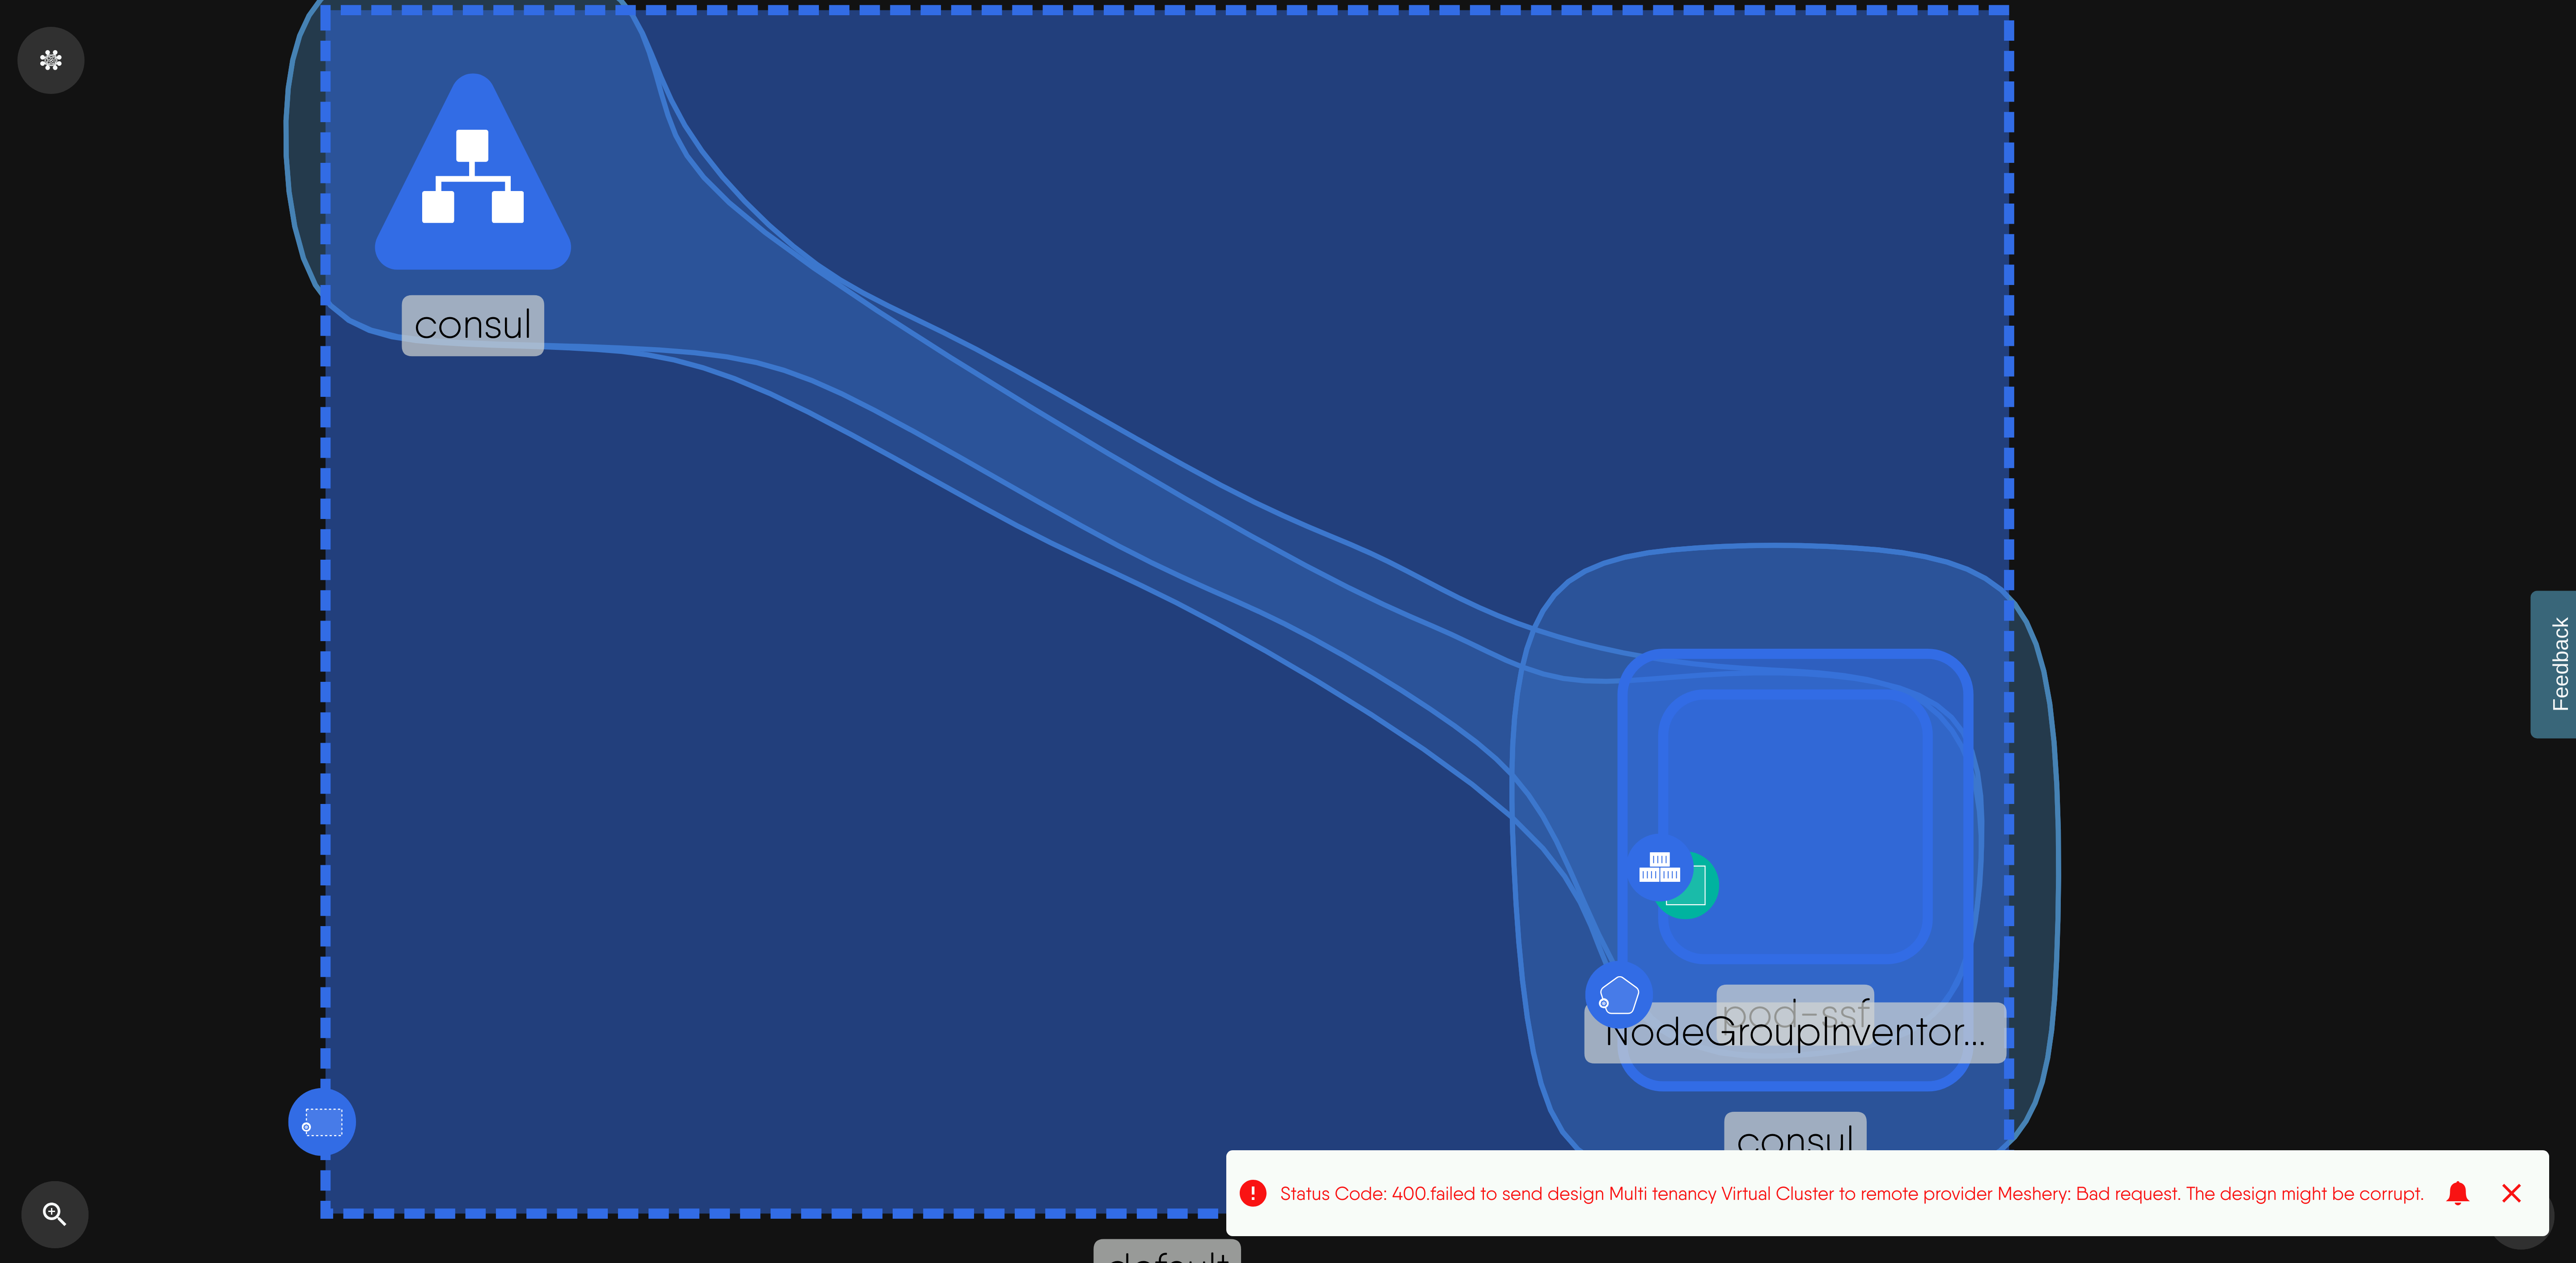 consul
Feedback
pod-ssf
NodeGroupInventor...
consul
Status Code: 400.failed to send design Multi tenancy Virtual Cluster to remote provider Meshery: Bad request. The design might be corrupt.
default